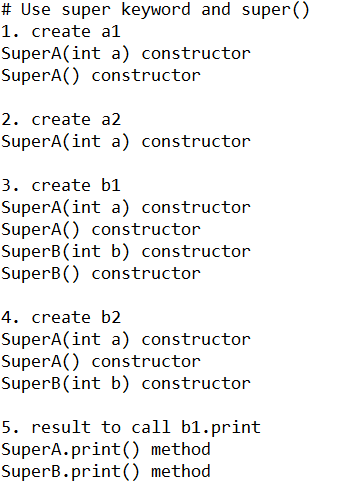 # Use super keyword and super()
1. create a1
SuperA(int a) constructor
SuperA() constructor
2. create a2
SuperA(int a) constructor
3. create b1
SuperA(int a) constructor
SuperA() constructor
SuperB(int b) constructor
SuperB() constructor
4. create b2
SuperA(int a) constructor
SuperA() constructor
SuperB(int b) constructor
5. result to call b1.print
SuperA.print() method
SuperB.print() method